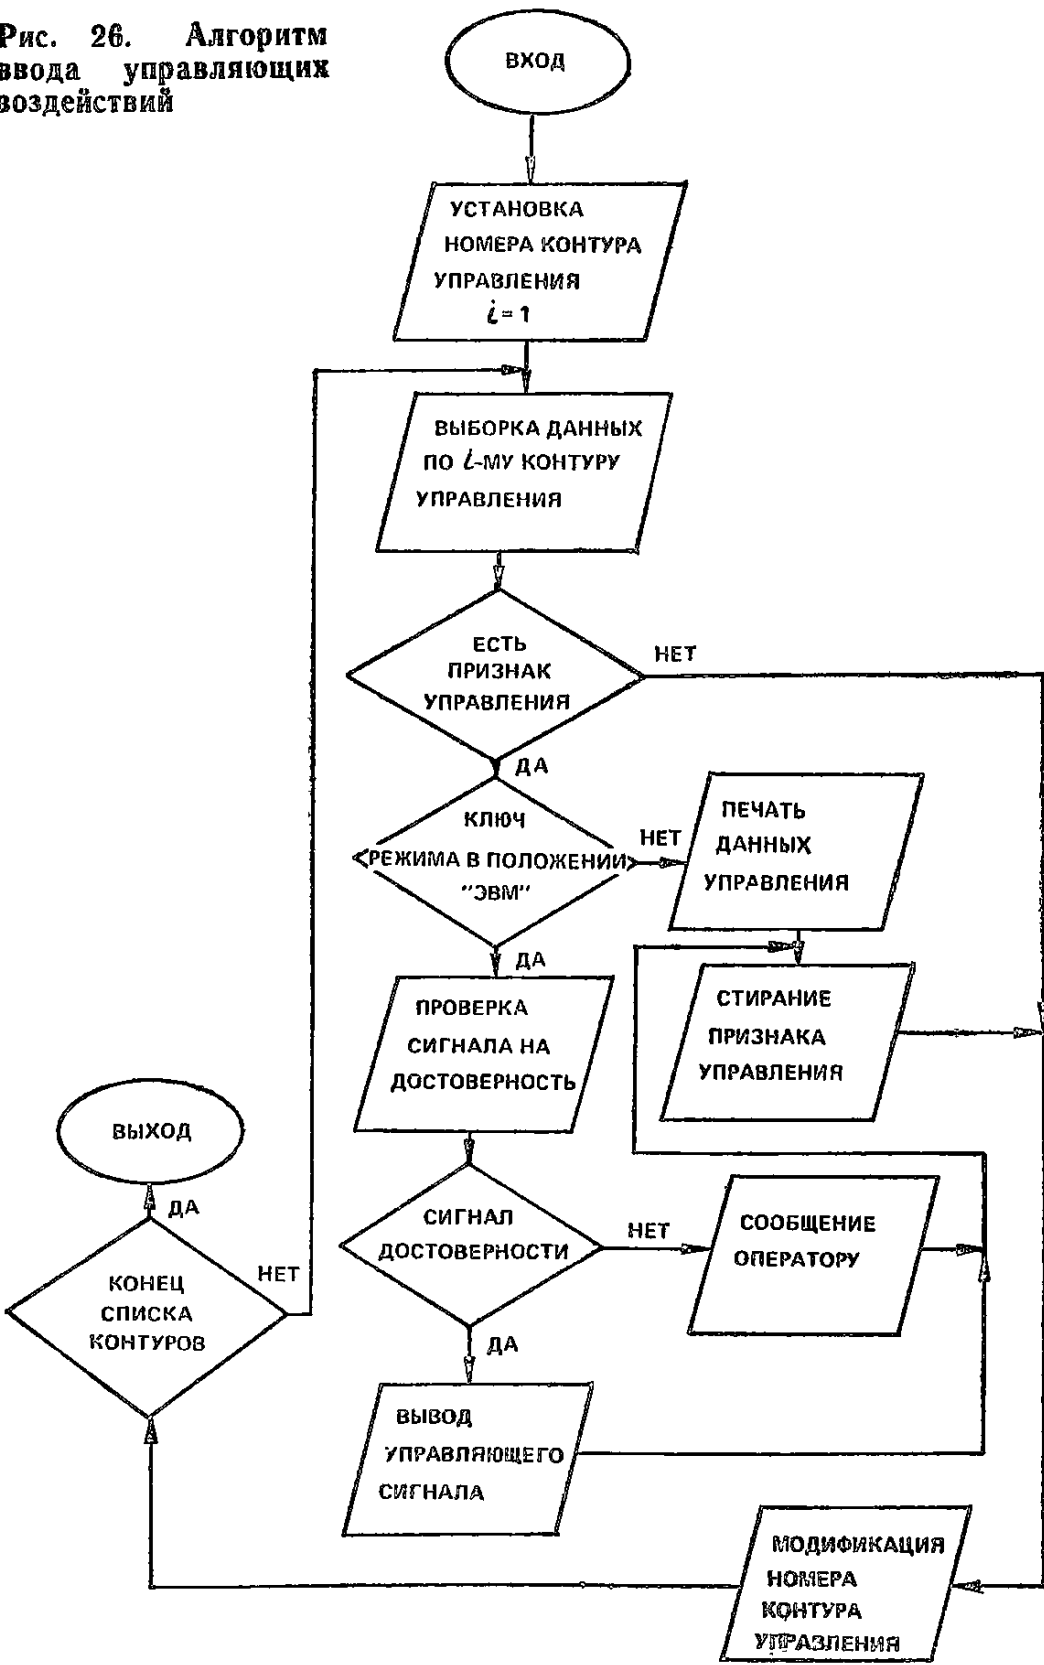 Рис. 26. Алгоритм
ввода управляющих
воздействий
ВХОД
УСТАНОВКА
НОМЕРА КОНТУРА
УПРАВЛЕНИЯ
i = 1
ВЫБОРКА ДАННЫХ
ПО i-МУ КОНТУРУ
УПРАВЛЕНИЯ
ЕСТЬ
ПРИЗНАК
УПРАВЛЕНИЯ
НЕТ
ДА
КЛЮЧ
РЕЖИМА В ПОЛОЖЕНИИ
"ЭВМ"
НЕТ
ПЕЧАТЬ
ДАННЫХ
УПРАВЛЕНИЯ
ДА
СТИРАНИЕ
ПРИЗНАКА
УПРАВЛЕНИЯ
ПРОВЕРКА
СИГНАЛА НА
ДОСТОВЕРНОСТЬ
СИГНАЛ
ДОСТОВЕРНОСТИ
НЕТ
СООБЩЕНИЕ
ОПЕРАТОРУ
ДА
ВЫВОД
УПРАВЛЯЮЩЕГО
СИГНАЛА
МОДИФИКАЦИЯ
НОМЕРА
КОНТУРА
УПРАВЛЕНИЯ
КОНЕЦ
СПИСКА
КОНТУРОВ
НЕТ
ДА
ВЫХОД